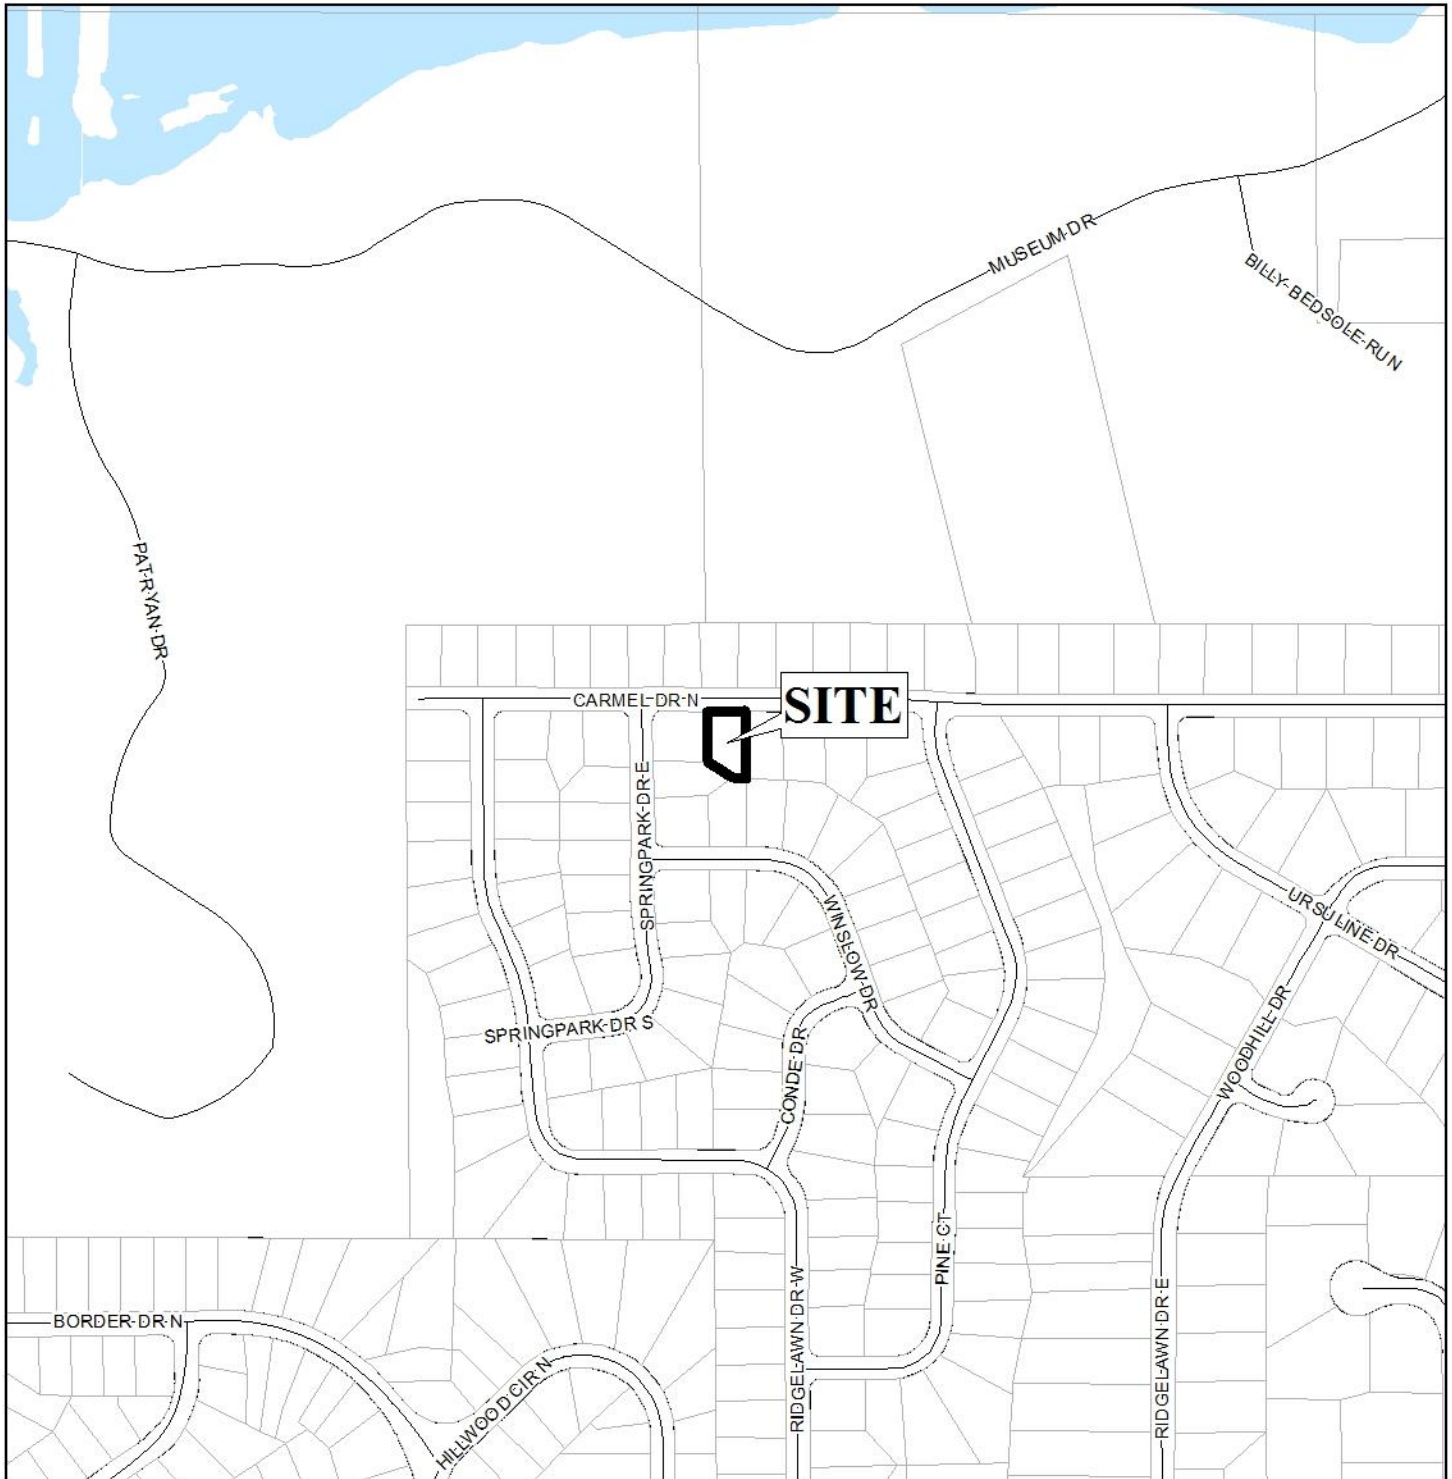 MUSEUM DR
BILLY BEDSOLE RUN
PAT RYAN DR
CARMEL DR N
SITE
SPRINGPARK DR E
WINSLOW DR
URSULINE DR
SPRINGPARK DR S
CONDE DR
WOODHILL DR
PINE CT
RIDGELAWN DR W
RIDGELAWN DR E
BORDER DR N
HILLWOOD CIR N